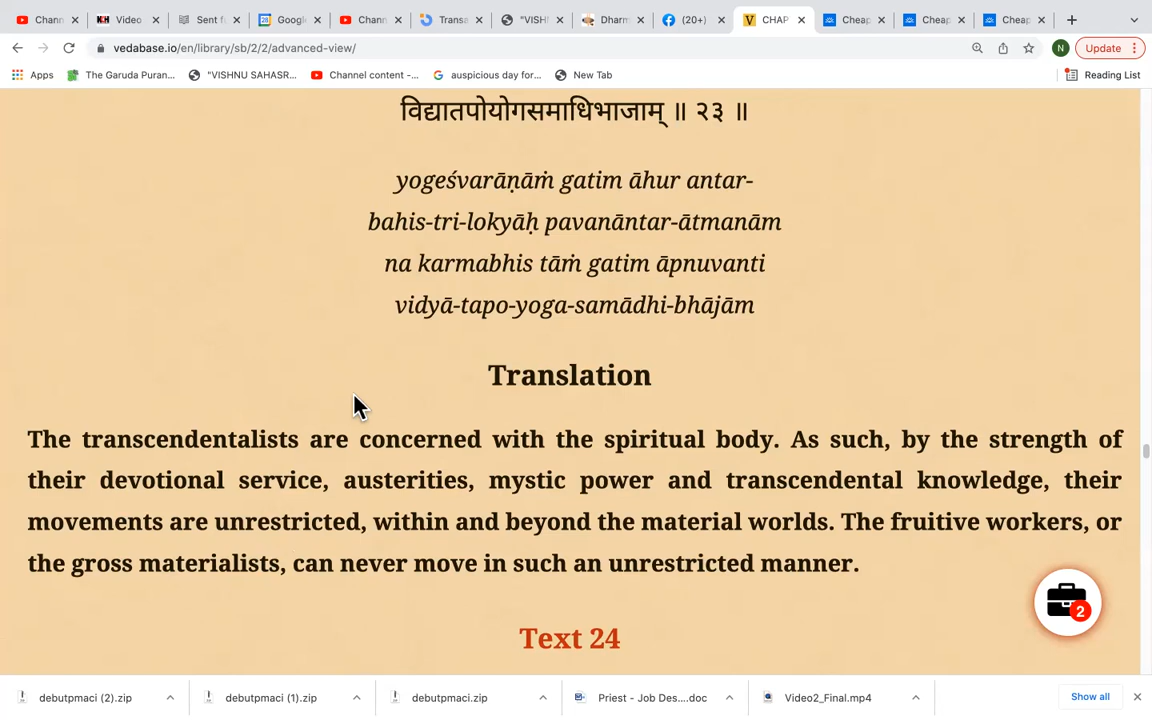 Chann
Video
Sent f
28
Googl
Chann
Transa
"VISH
Dharm
(20+)
CHAP
Cheap
Cheap
Cheap
vedabase.io/en/library/sb/2/2/advanced-view/
N
Update
Apps
The Garuda Puran...
"VISHNU SAHASR...
Channel content -...
auspicious day for...
New Tab
Reading List
विद्यातपोयोगसमाधिभाजाम् ॥ २३ ॥
yogeśvarāṇāṁ gatim āhur antar-
bahis-tri-lokyāḥ pavanāntar-ātmanām
na karmabhis tāṁ gatim āpnuvanti
vidyā-tapo-yoga-samādhi-bhājām
Translation
The transcendentalists are concerned with the spiritual body. As such, by the strength of
their devotional service, austerities, mystic power and transcendental knowledge, their
movements are unrestricted, within and beyond the material worlds. The fruitive workers, or
the gross materialists, can never move in such an unrestricted manner.
2
Text 24
debutpmaci (2).zip
debutpmaci (1).zip
debutpmaci.zip
Priest - Job Des....doc
Video2_Final.mp4
Show all